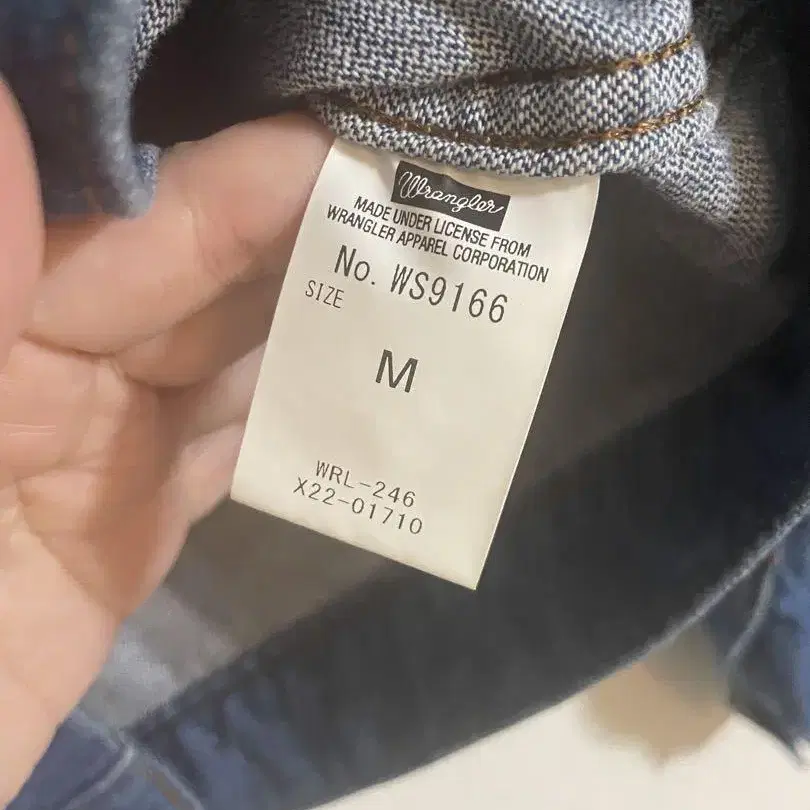 Wrangler
MADE UNDER LICENSE FROM
WRANGLER APPAREL CORPORATION
No. WS9166
SIZE
M
WRL-246
X22-01710